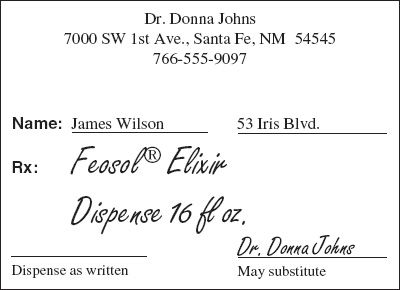 Dr. Donna Johns
7000 SW 1st Ave., Santa Fe, NM 54545
766-555-9097
Name: James Wilson 53 Iris Blvd.
Rx: Feosol® Elixir
Dispense 16 fl oz.
Dr. Donna Johns
Dispense as written May substitute